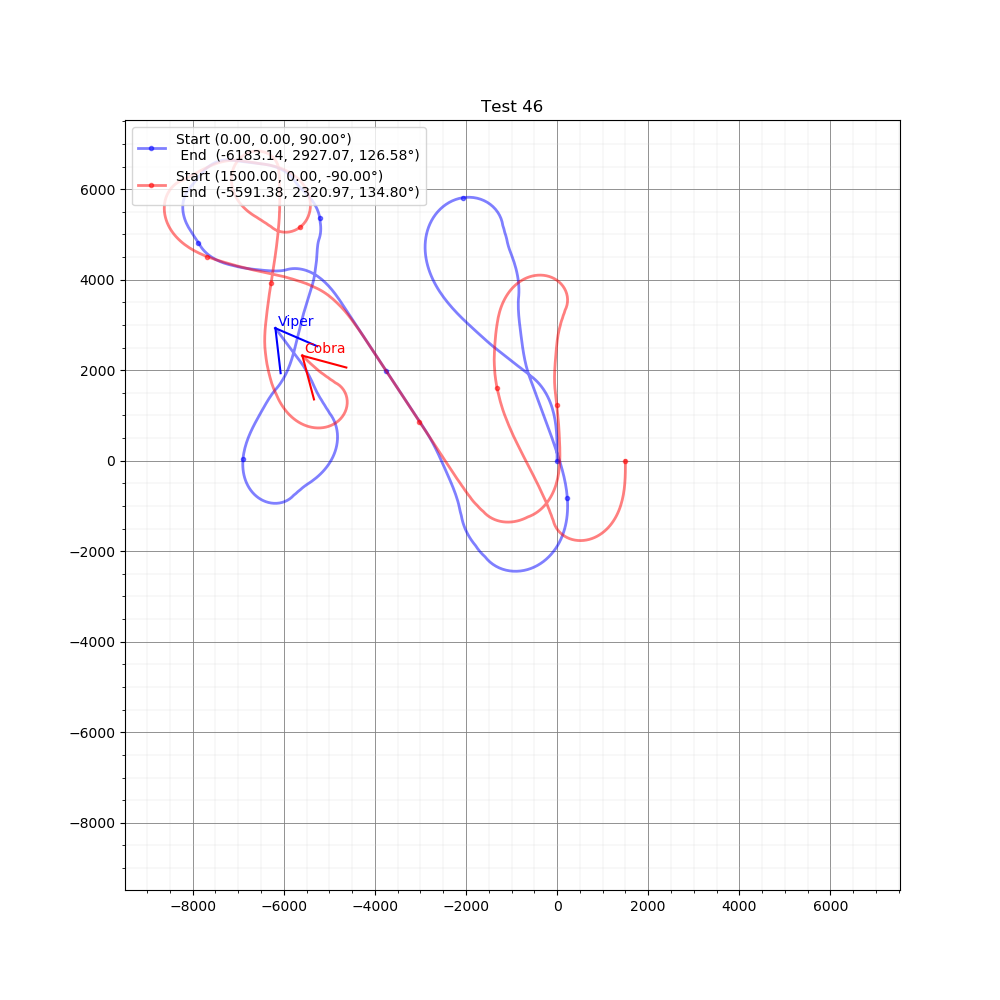 Test 46
Start (0.00, 0.00, 90.00°)
End  (-6183.14, 2927.07, 126.58°)
Start (1500.00, 0.00, -90.00°)
End  (-5591.38, 2320.97, 134.80°)
6000
4000
2000
0
−2000
−4000
−6000
−8000
Viper
Cobra
−8000 −6000 −4000 −2000 0 2000 4000 6000